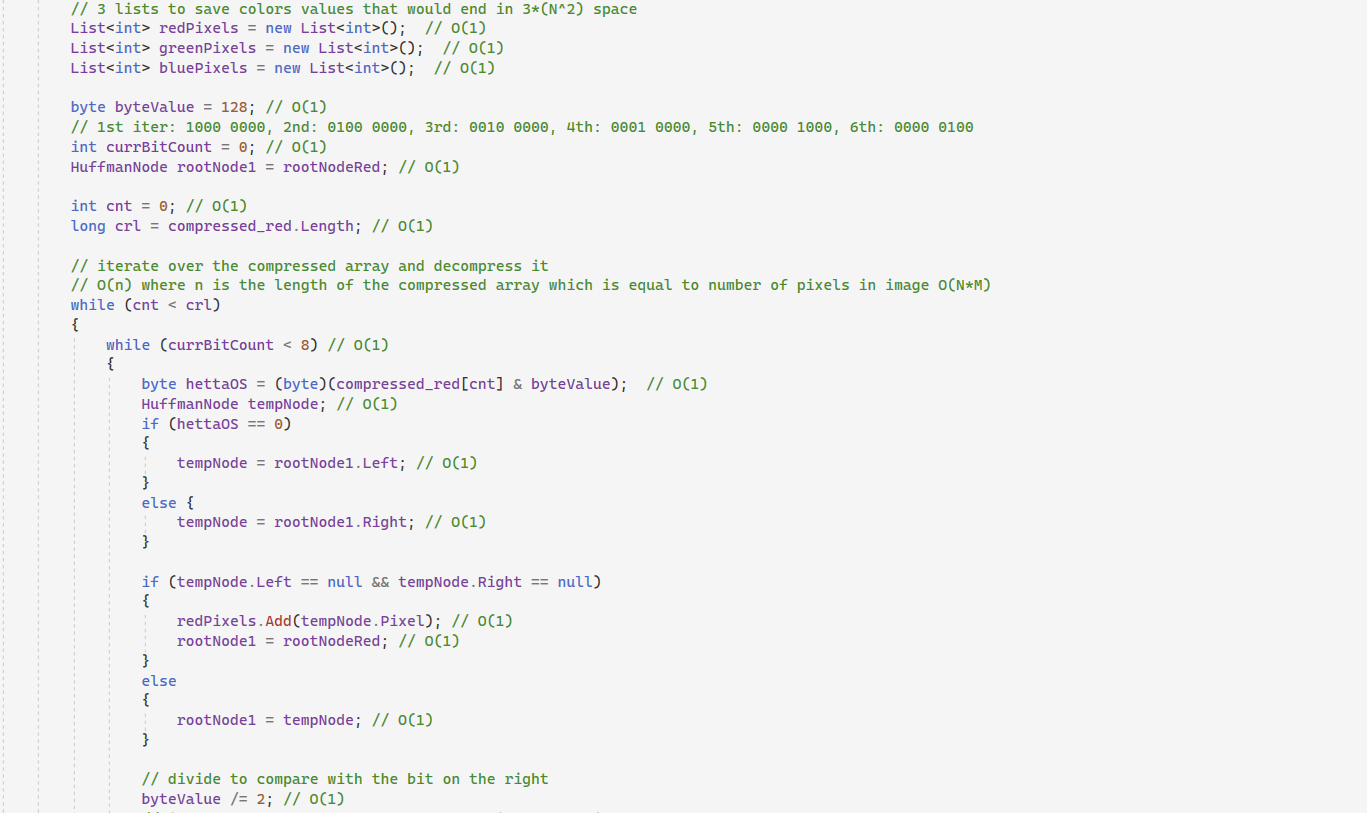 // 3 lists to save colors values that would end in 3*(N^2) space
List<int> redPixels = new List<int>();  // O(1)
List<int> greenPixels = new List<int>();  // O(1)
List<int> bluePixels = new List<int>();  // O(1)
byte byteValue = 128; // O(1)
// 1st iter: 1000 0000, 2nd: 0100 0000, 3rd: 0010 0000, 4th: 0001 0000, 5th: 0000 1000, 6th: 0000 0100
int currBitCount = 0; // O(1)
HuffmanNode rootNode1 = rootNodeRed; // O(1)
int cnt = 0; // O(1)
long crl = compressed_red.Length; // O(1)
// iterate over the compressed array and decompress it
// O(n) where n is the length of the compressed array which is equal to number of pixels in image O(N*M)
while (cnt < crl)
{
while (currBitCount < 8) // O(1)
{
byte hettaOS = (byte)(compressed_red[cnt] & byteValue);  // O(1)
HuffmanNode tempNode; // O(1)
if (hettaOS == 0)
{
tempNode = rootNode1.Left; // O(1)
}
else {
tempNode = rootNode1.Right; // O(1)
}
if (tempNode.Left == null && tempNode.Right == null)
{
redPixels.Add(tempNode.Pixel); // O(1)
rootNode1 = rootNodeRed; // O(1)
}
else
{
rootNode1 = tempNode; // O(1)
}
// divide to compare with the bit on the right
byteValue /= 2; // O(1)